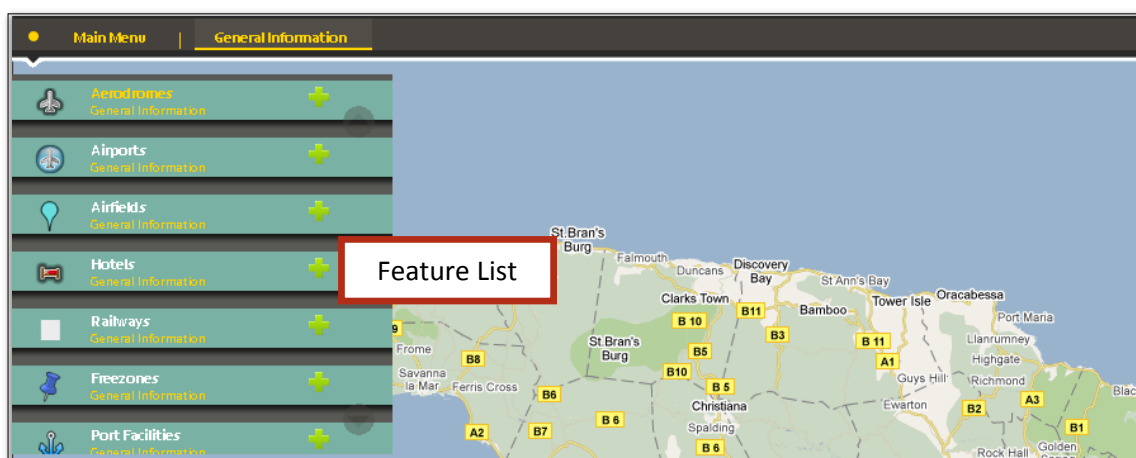 Main Menu | General Information
Aerodromes
General Information
Airports
General Information
Airfields
General Information
Hotels
General Information
Railways
General Information
Freezones
General Information
Port Facilities
General Information
Feature List
St.Bran's
Burg
Falmouth
Duncans
Discovery
Bay
St Ann's Bay
Clarks Town
B11
Bamboo
Tower Isle
Oracabessa
Port Maria
9
B 10
B3
B 11
Llanrumney
Frome
B8
St.Bran's
Burg
B5
A1
Highgate
Savanna
la Mar
Ferris Cross
B10
B 5
Guys Hill
Richmond
B6
Christiana
Ewarton
B2
A3
Blac
A2
B7
B 6
Spalding
B1
B 6
Rock Hall
Golden